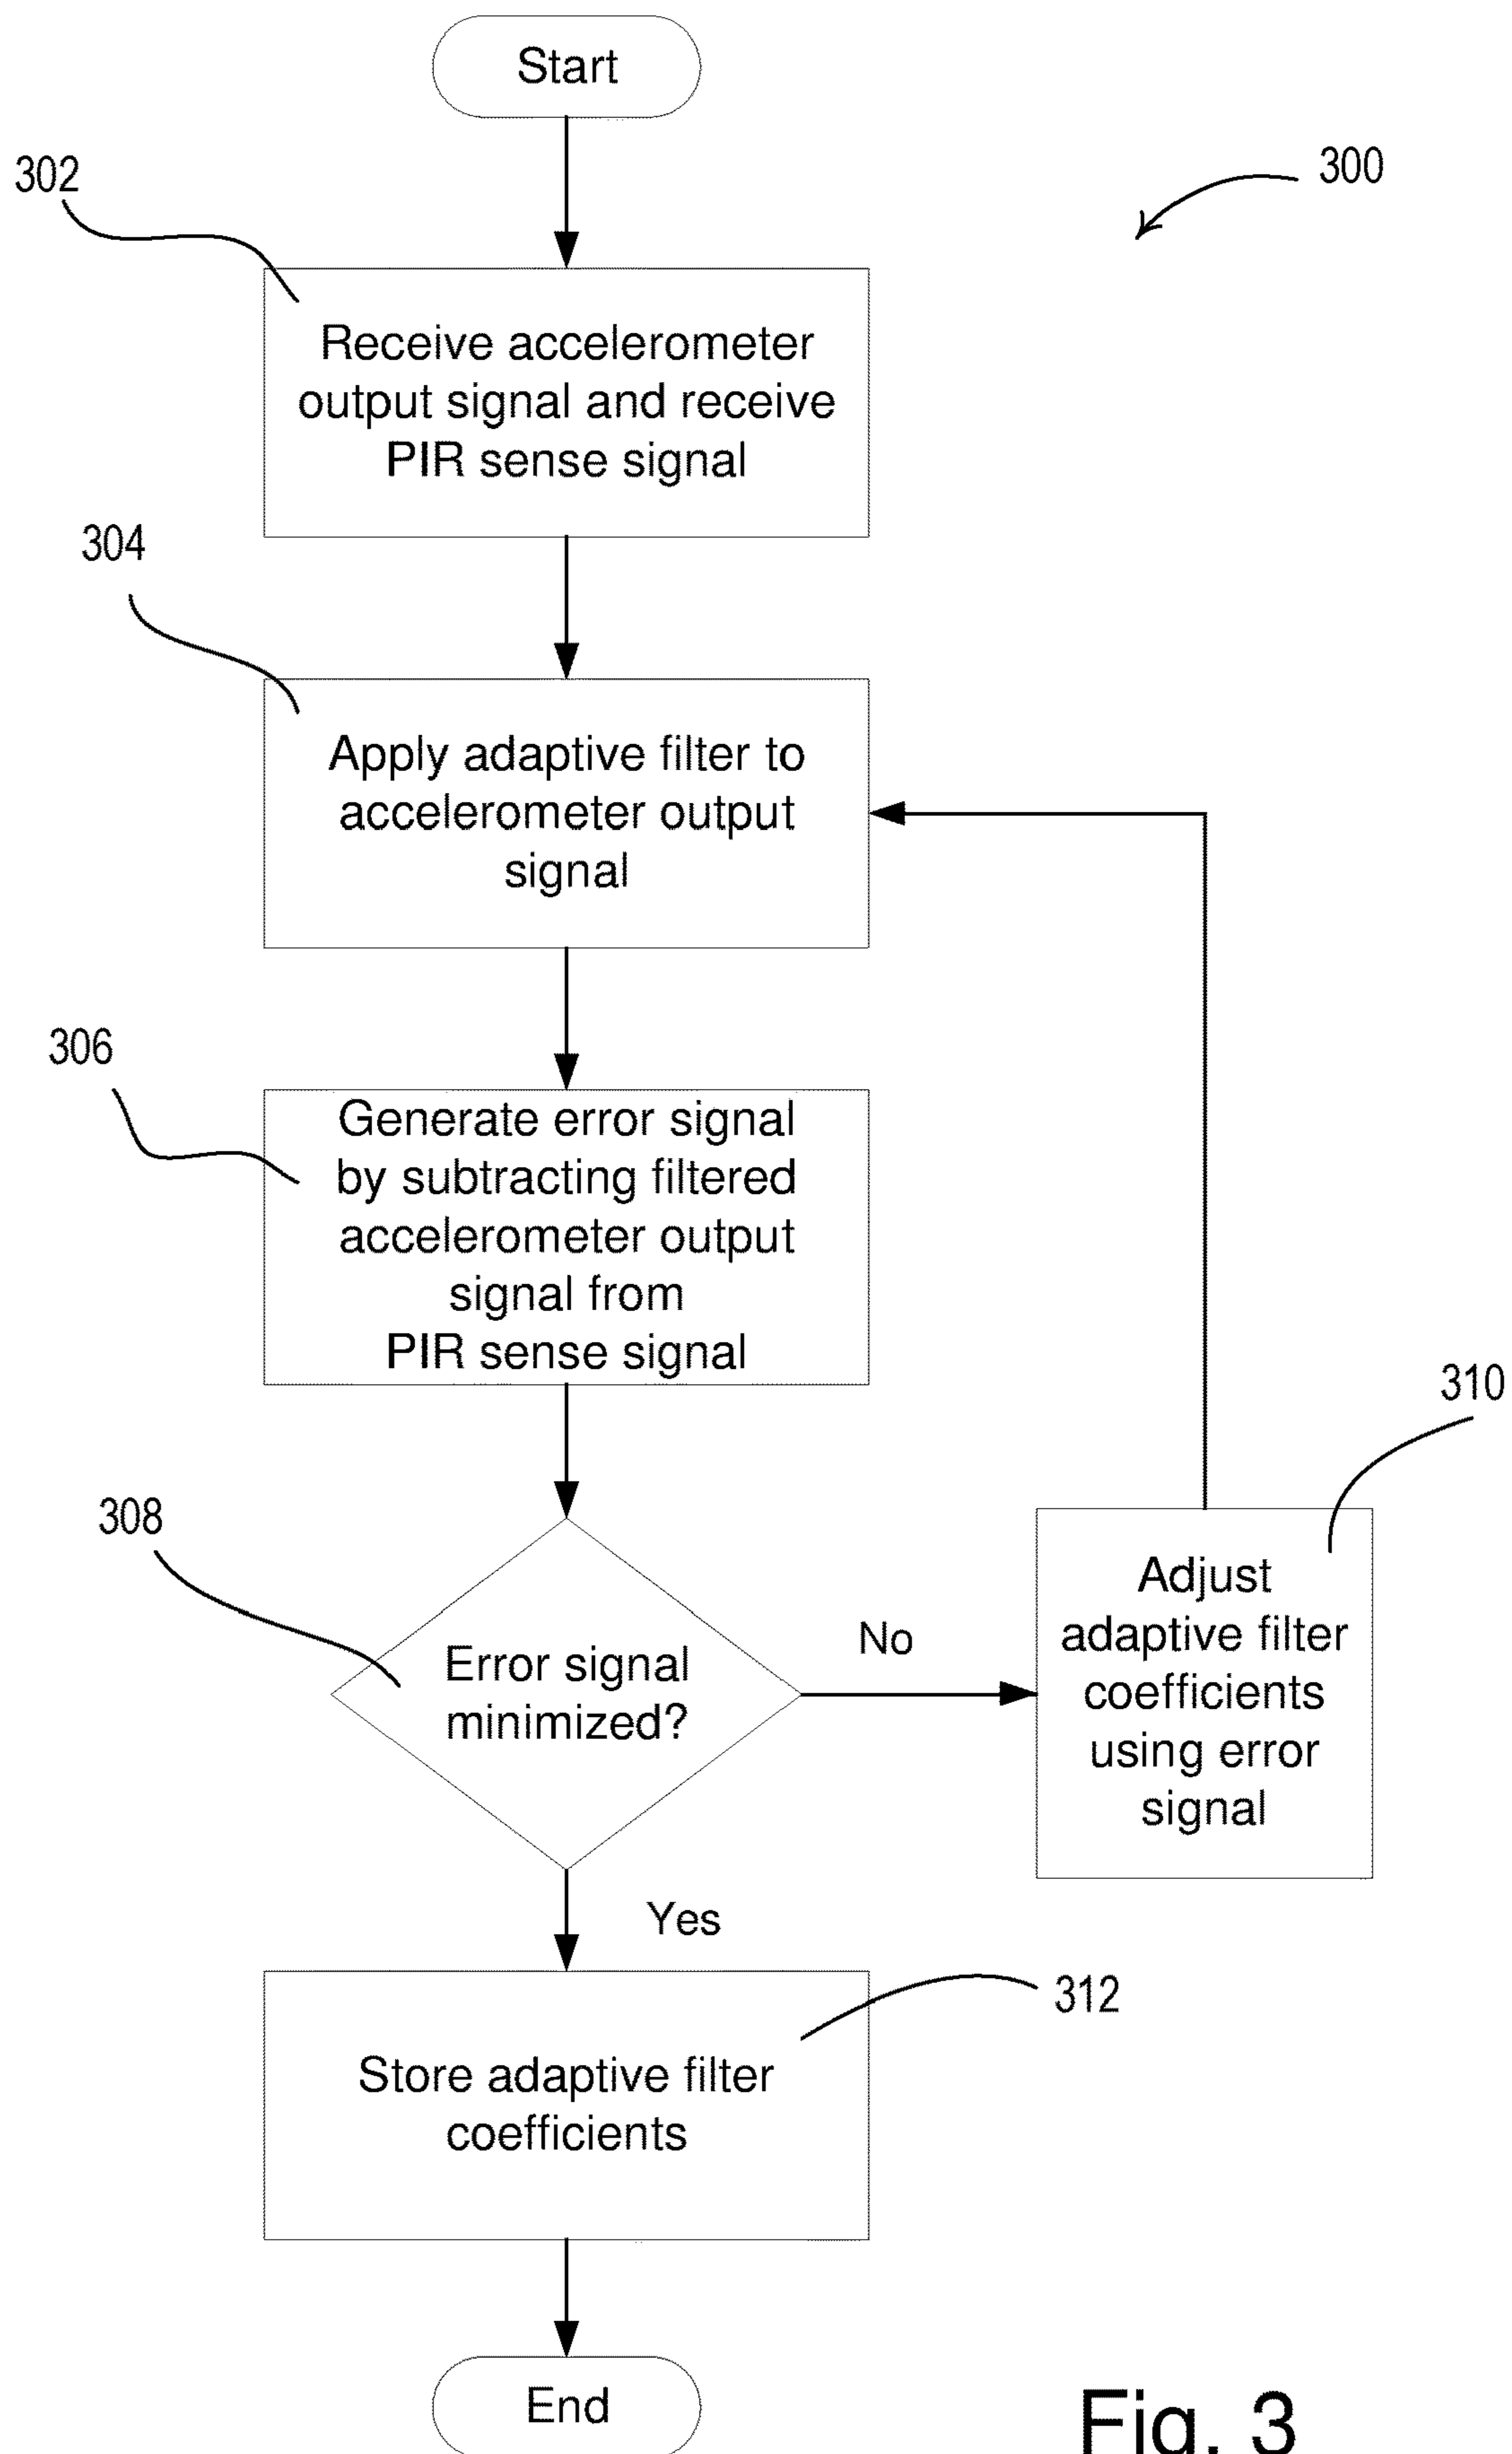 Start
302
300
Receive accelerometer
output signal and receive
PIR sense signal
304
Apply adaptive filter to
accelerometer output
signal
306
Generate error signal
by subtracting filtered
accelerometer output
signal from
PIR sense signal
310
308
Error signal
minimized?
No
Adjust
adaptive filter
coefficients
using error
signal
Yes
312
Store adaptive filter
coefficients
End
Fig. 3